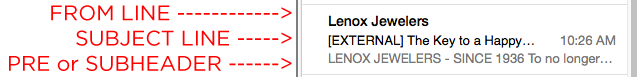 FROM LINE ------------> Lenox Jewelers
SUBJECT LINE -----> [EXTERNAL] The Key to a Happy... 10:26 AM
PRE or SUBHEADER ------> LENOX JEWELERS - SINCE 1936 To no longer...